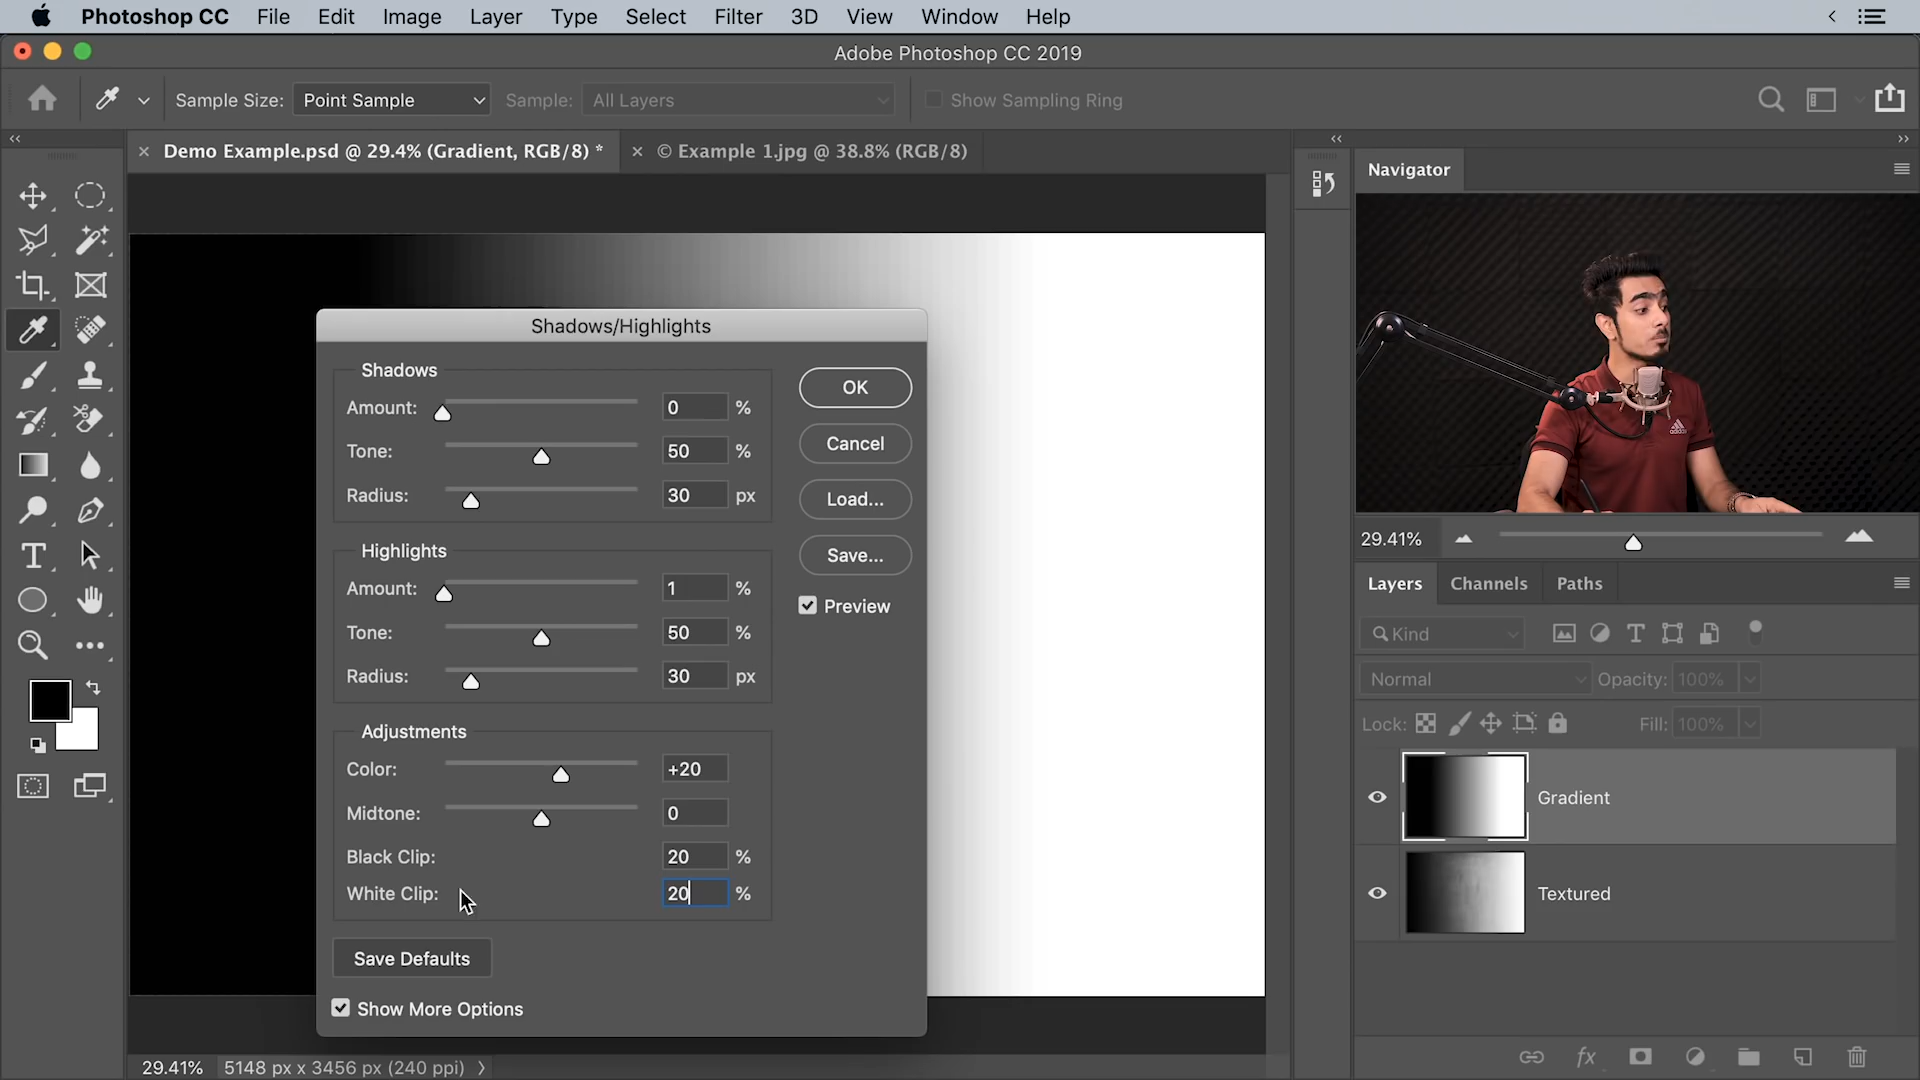 Photoshop CC File Edit Image Layer Type Select Filter 3D View Window Help
Adobe Photoshop CC 2019
Sample Size: Point Sample Sample: All Layers Show Sampling Ring
Demo Example.psd @ 29.4% (Gradient, RGB/8) *
© Example 1.jpg @ 38.8% (RGB/8)
Navigator
Shadows/Highlights
Shadows
Amount: 0 %
Tone: 50 %
Radius: 30 px
Highlights
Amount: 1 %
Tone: 50 %
Radius: 30 px
Adjustments
Color: +20
Midtone: 0
Black Clip: 20 %
White Clip: 20 %
Save Defaults
Show More Options
OK
Cancel
Load...
Save...
Preview
adidas
29.41%
Layers Channels Paths
Kind
Normal Opacity: 100%
Lock: Fill: 100%
Gradient
Textured
fx
29.41% 5148 px x 3456 px (240 ppi)